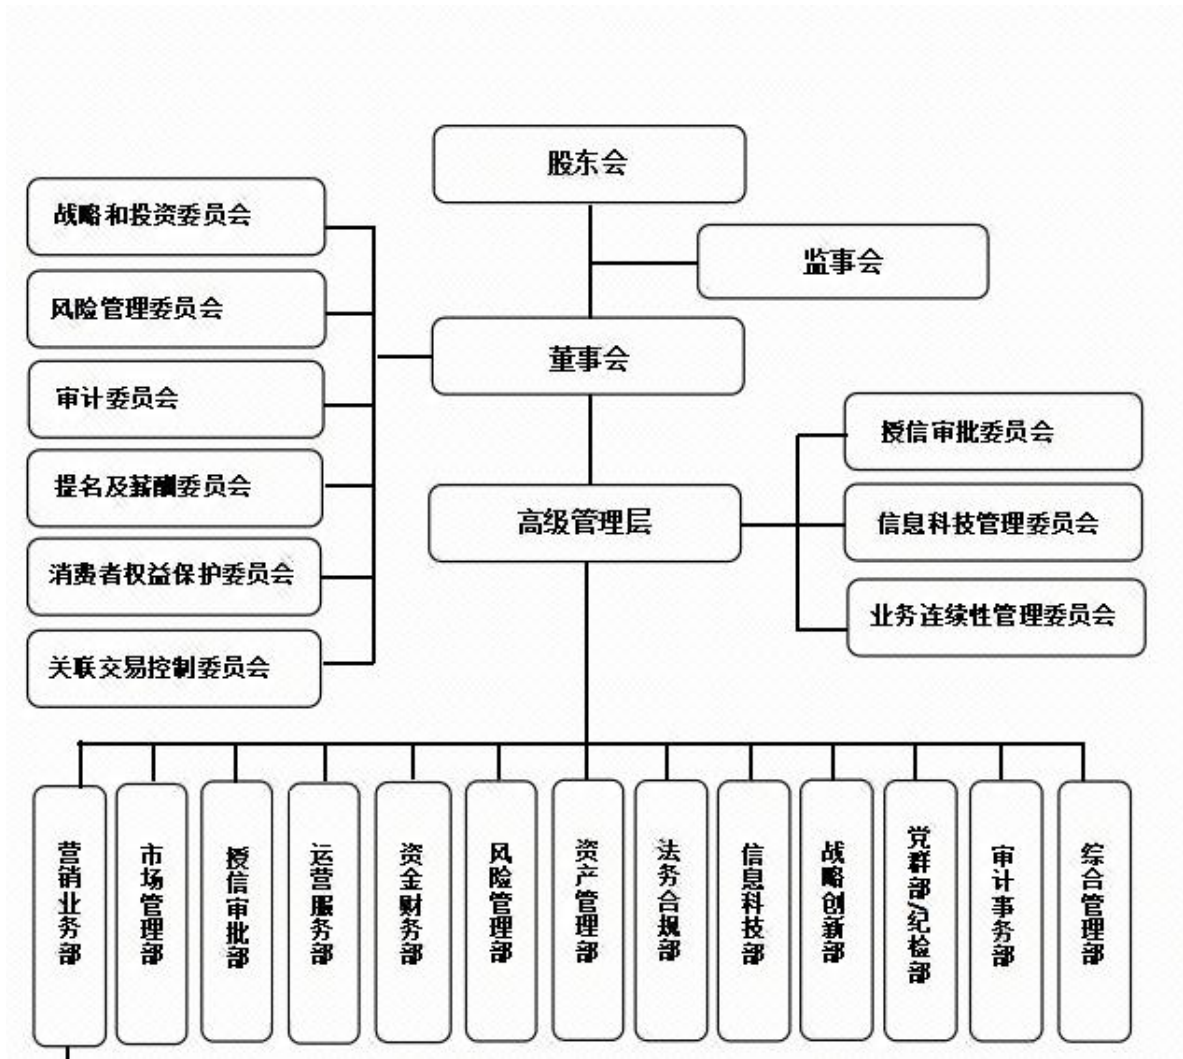 股东会
监事会
董事会
战略和投资委员会
风险管理委员会
审计委员会
提名及薪酬委员会
消费者权益保护委员会
关联交易控制委员会
高级管理层
授信审批委员会
信息科技管理委员会
业务连续性管理委员会
营销业务部
市场管理部
授信审批部
运营服务部
资金财务部
风险管理部
资产管理部
法务合规部
信息科技部
战略创新部
党群部/纪检部
审计事务部
综合管理部